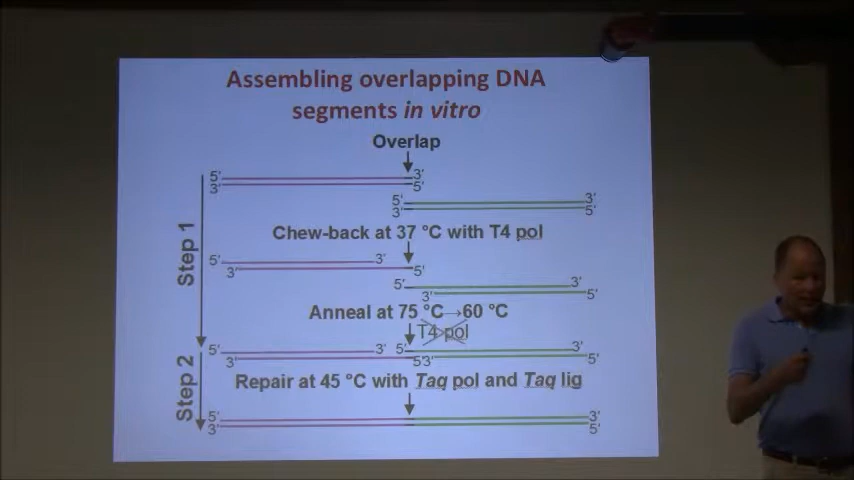 Assembling overlapping DNA
segments in vitro
Overlap
5' 3'
3' 5'
5' 3'
3' 5'
Step 1
Chew-back at 37 °C with T4 pol
5' 3' 5'
3'
5' 3'
3' 5'
Anneal at 75 °C→60 °C
T4 pol
5' 3' 5' 3'
3' 5'3' 5'
Step 2
Repair at 45 °C with Taq pol and Taq lig
5' 3'
3' 5'